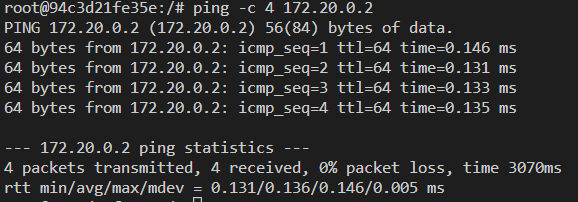 root@94c3d21fe35e:/# ping -c 4 172.20.0.2
PING 172.20.0.2 (172.20.0.2) 56(84) bytes of data.
64 bytes from 172.20.0.2: icmp_seq=1 ttl=64 time=0.146 ms
64 bytes from 172.20.0.2: icmp_seq=2 ttl=64 time=0.131 ms
64 bytes from 172.20.0.2: icmp_seq=3 ttl=64 time=0.133 ms
64 bytes from 172.20.0.2: icmp_seq=4 ttl=64 time=0.135 ms
--- 172.20.0.2 ping statistics ---
4 packets transmitted, 4 received, 0% packet loss, time 3070ms
rtt min/avg/max/mdev = 0.131/0.136/0.146/0.005 ms